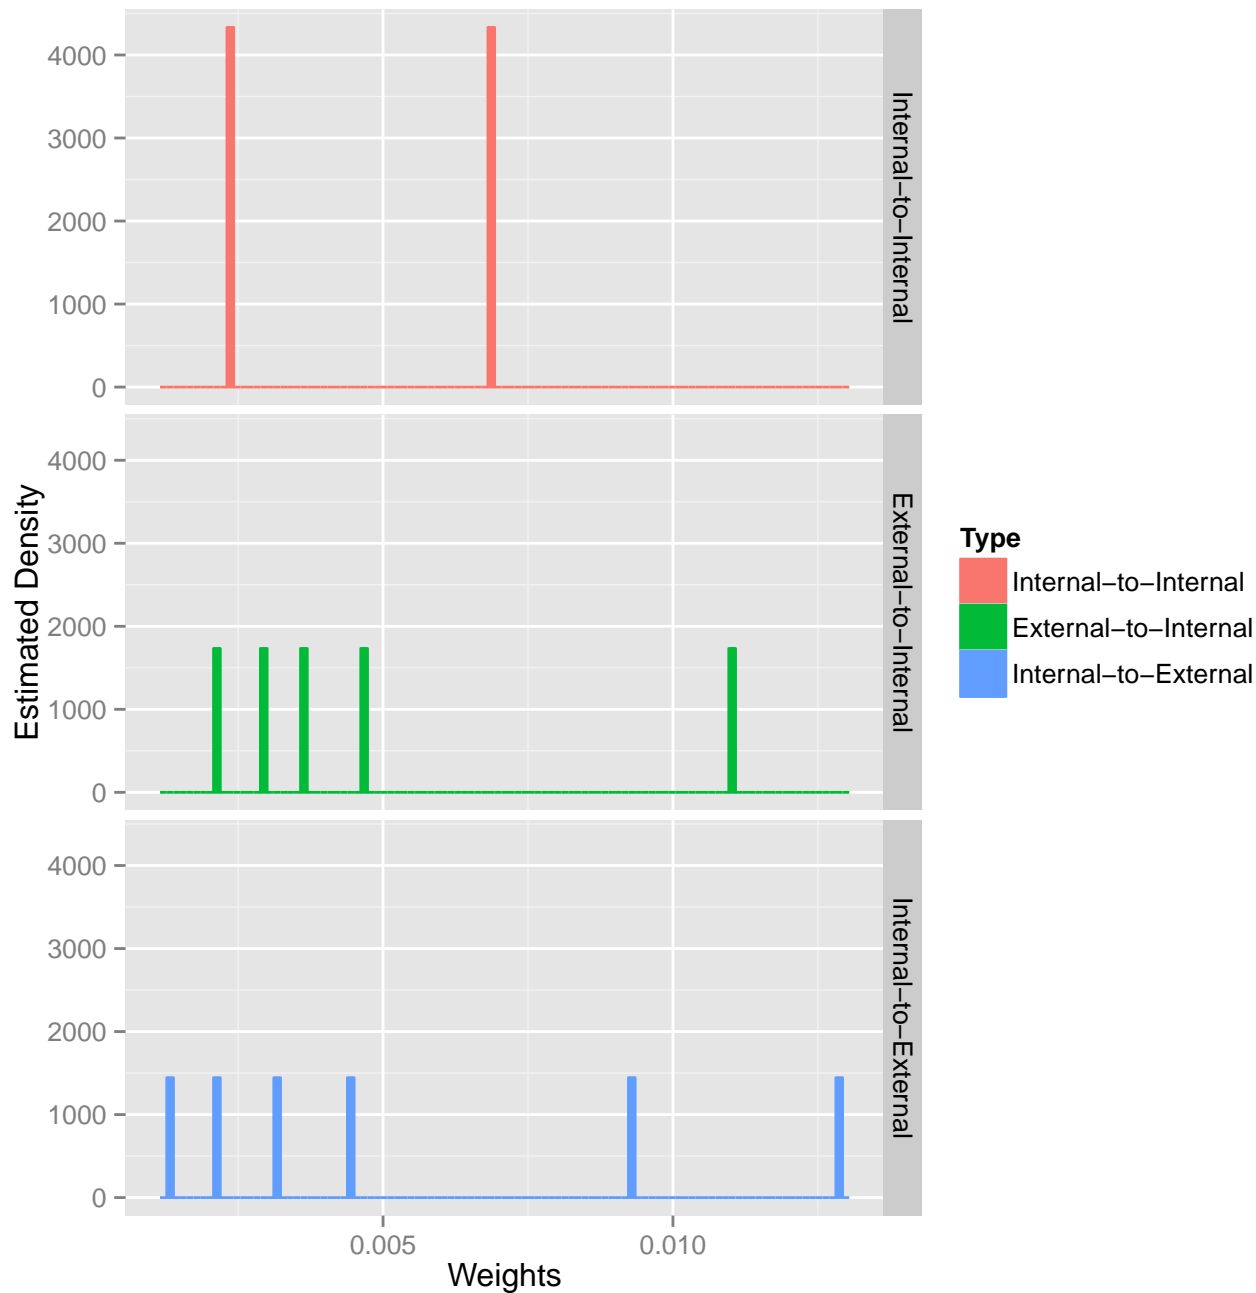 4000
3000
2000
1000
0
Internal−to−Internal
4000
3000
2000
1000
0
External−to−Internal
4000
3000
2000
1000
0
Internal−to−External
0.005
0.010
Weights
Estimated Density
Type
Internal−to−Internal
External−to−Internal
Internal−to−External